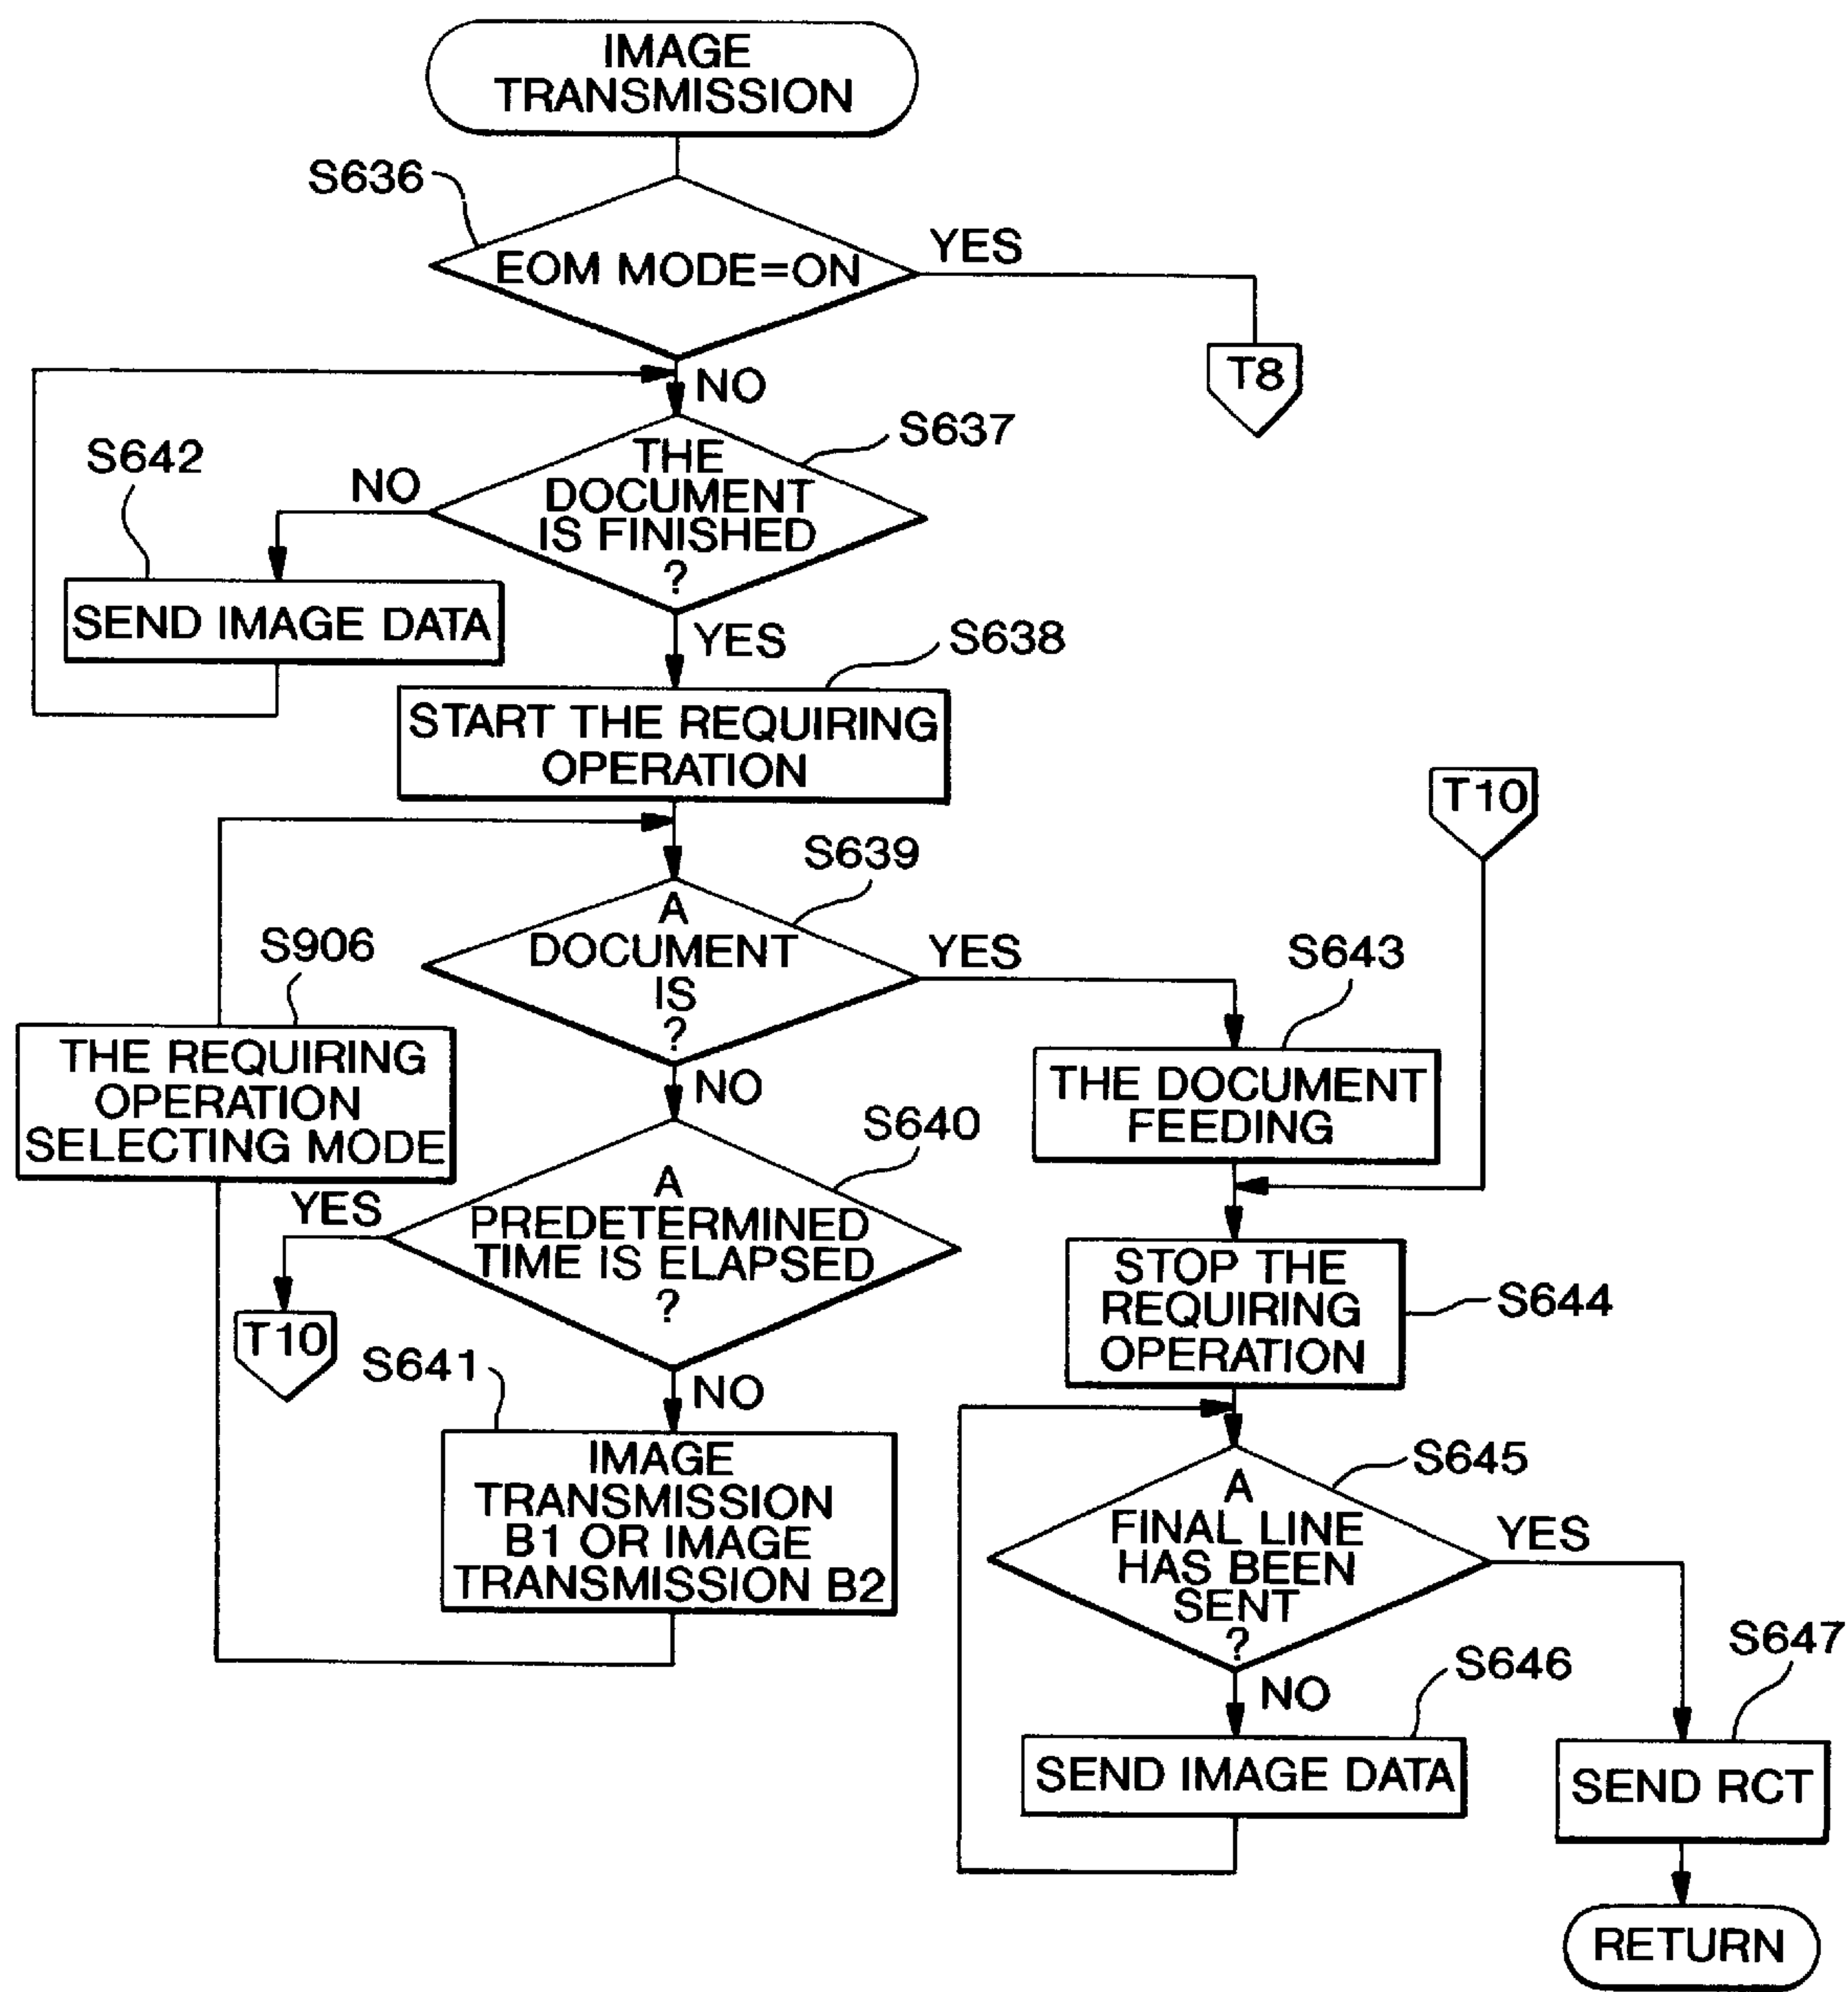 IMAGE
TRANSMISSION
S636
EOM MODE=ON
YES
T8
NO
S637
THE
DOCUMENT
IS FINISHED
?
NO
S642
SEND IMAGE DATA
YES
S638
START THE REQUIRING
OPERATION
T10
S639
A
DOCUMENT
IS
?
YES
S643
THE DOCUMENT
FEEDING
S906
THE REQUIRING
OPERATION
SELECTING MODE
NO
S640
A
PREDETERMINED
TIME IS ELAPSED
?
YES
T10
STOP THE
REQUIRING
OPERATION
S644
S641
NO
IMAGE
TRANSMISSION
B1 OR IMAGE
TRANSMISSION B2
S645
A
FINAL LINE
HAS BEEN
SENT
?
YES
S647
NO
S646
SEND IMAGE DATA
SEND RCT
RETURN